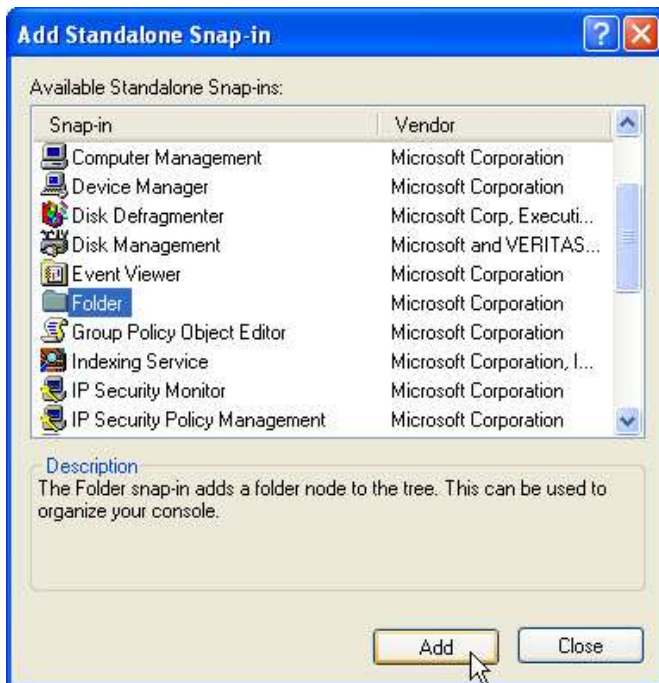 Add Standalone Snap-in
?
Available Standalone Snap-ins:
Snap-in Vendor
Computer Management Microsoft Corporation
Device Manager Microsoft Corporation
Disk Defragmenter Microsoft Corp, Executi...
Disk Management Microsoft and VERITAS...
Event Viewer Microsoft Corporation
Folder Microsoft Corporation
Group Policy Object Editor Microsoft Corporation
Indexing Service Microsoft Corporation, I...
IP Security Monitor Microsoft Corporation
IP Security Policy Management Microsoft Corporation
Description
The Folder snap-in adds a folder node to the tree. This can be used to
organize your console.
Add Close